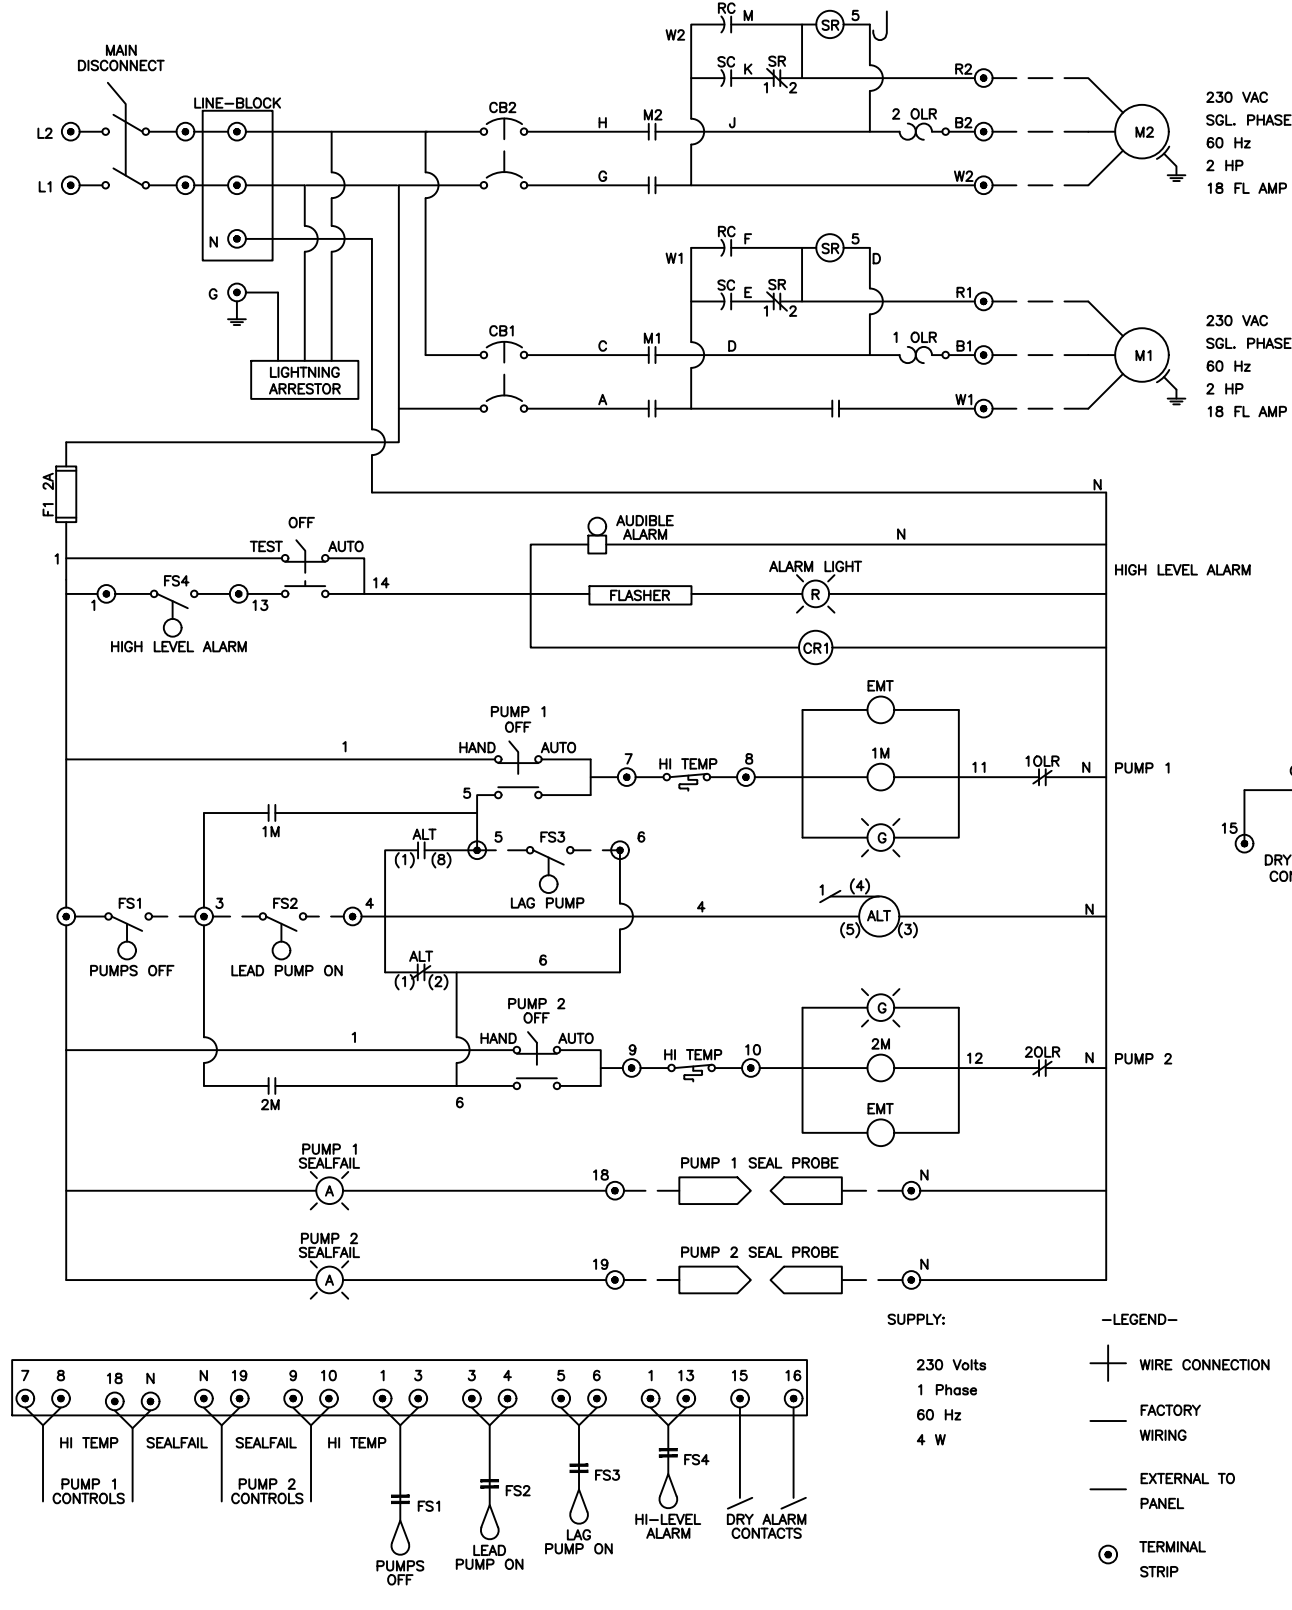 RC M
SR 5
W2
SC K SR
1 2
R2
MAIN
DISCONNECT
LINE-BLOCK
CB2
L2
H M2 J
2 OLR B2
M2
230 VAC
SGL. PHASE
60 Hz
2 HP
18 FL AMP
L1
G
W2
N
RC F
SR 5
W1 D
SC E SR
1 2
R1
G
CB1
C M1 D
1 OLR B1
M1
230 VAC
SGL. PHASE
60 Hz
2 HP
18 FL AMP
LIGHTNING
ARRESTOR
A
W1
F1 2A
N
OFF
TEST AUTO
1
AUDIBLE
ALARM
N
HIGH LEVEL ALARM
FS4
14
1 13
HIGH LEVEL ALARM
ALARM LIGHT
FLASHER
R
CR1
EMT
PUMP 1
OFF
HAND AUTO
1
7
HI TEMP
8
1M
11
1OLR
N
PUMP 1
5
1M
G
ALT
(1) (8)
5
FS3
6
LAG PUMP
15
DRY
FS1
PUMPS OFF
3
FS2
LEAD PUMP ON
4
4
1 (4)
ALT
(5) (3)
N
ALT
(1) (2)
6
PUMP 2
OFF
HAND AUTO
1
9
HI TEMP
10
G
2M
12
2OLR
N
PUMP 2
2M
6
EMT
PUMP 1
SEALFAIL
A
18
PUMP 1 SEAL PROBE
N
PUMP 2
SEALFAIL
A
19
PUMP 2 SEAL PROBE
N
SUPPLY:
230 Volts
1 Phase
60 Hz
4 W
-LEGEND-
WIRE CONNECTION
FACTORY
WIRING
EXTERNAL TO
PANEL
TERMINAL
STRIP
7 8 18 N N 19 9 10 1 3 3 4 5 6 1 13 15 16
HI TEMP SEALFAIL SEALFAIL HI TEMP
PUMP 1
CONTROLS
PUMP 2
CONTROLS
FS1
PUMPS
OFF
FS2
LEAD
PUMP ON
FS3
LAG
PUMP ON
FS4
HI-LEVEL
ALARM
DRY ALARM
CONTACTS